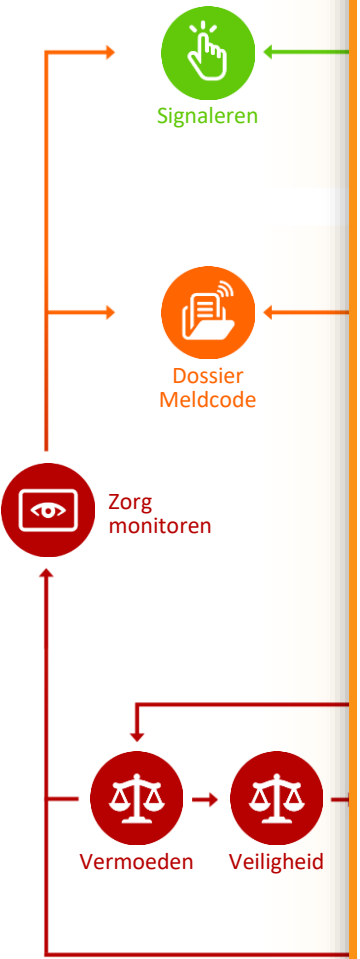 Signaleren
Dossier
Meldcode
Zorg
monitoren
Vermoeden
Veiligheid